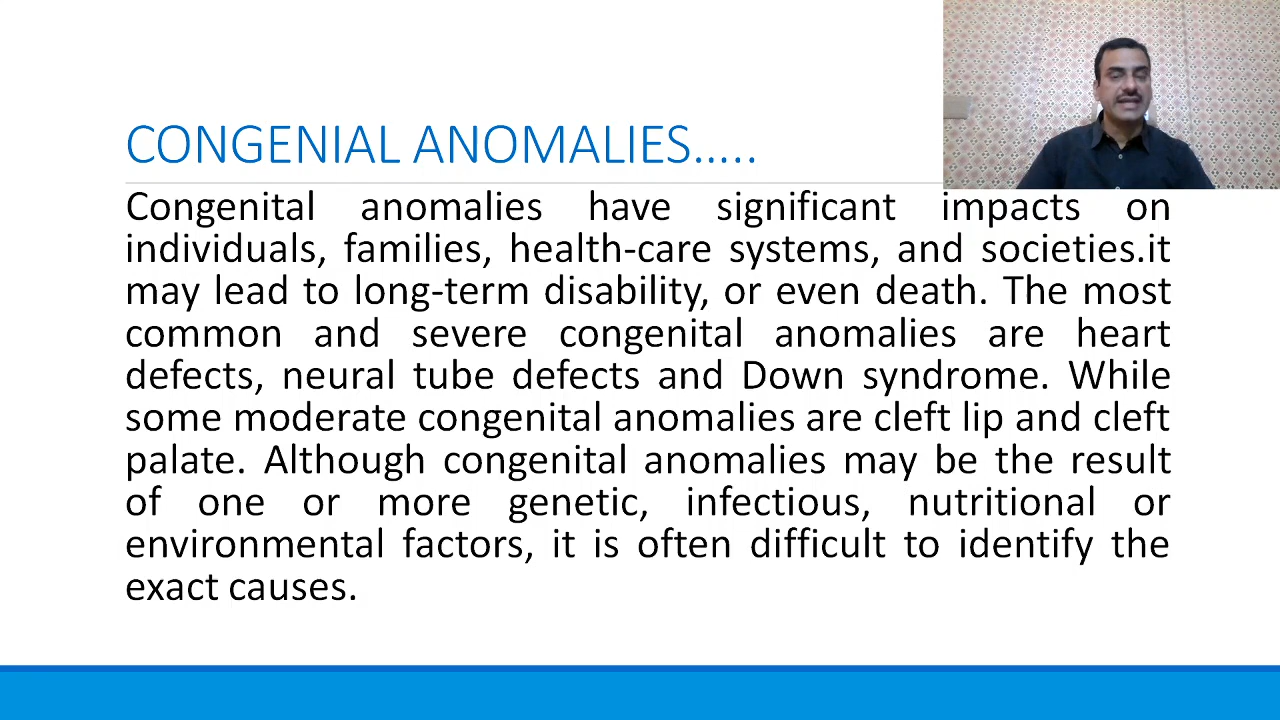 CONGENIAL ANOMALIES…..
Congenital anomalies have significant impacts on
individuals, families, health-care systems, and societies.it
may lead to long-term disability, or even death. The most
common and severe congenital anomalies are heart
defects, neural tube defects and Down syndrome. While
some moderate congenital anomalies are cleft lip and cleft
palate. Although congenital anomalies may be the result
of one or more genetic, infectious, nutritional or
environmental factors, it is often difficult to identify the
exact causes.